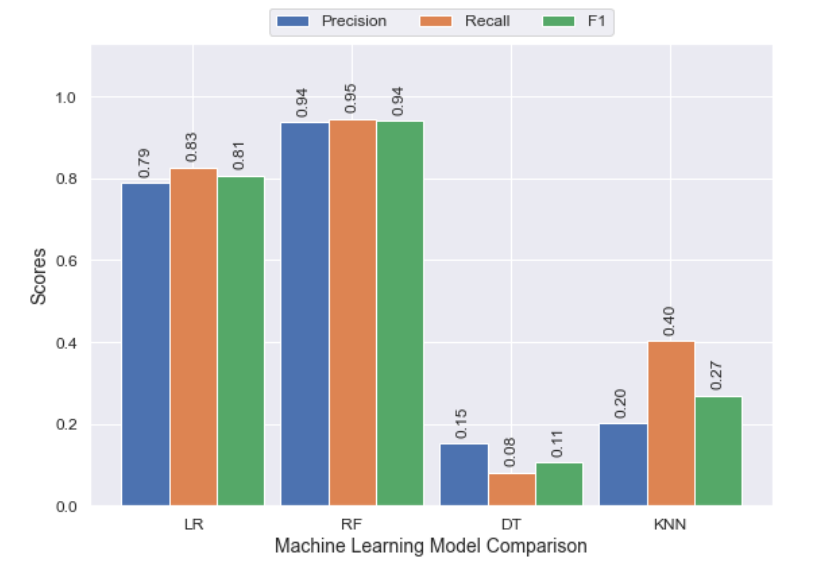 Precision Recall F1
1.0
0.8
0.6
0.4
0.2
0.0
Scores
0.79 0.83 0.81
0.94 0.95 0.94
0.15 0.08 0.11
0.20 0.40 0.27
LR RF DT KNN
Machine Learning Model Comparison